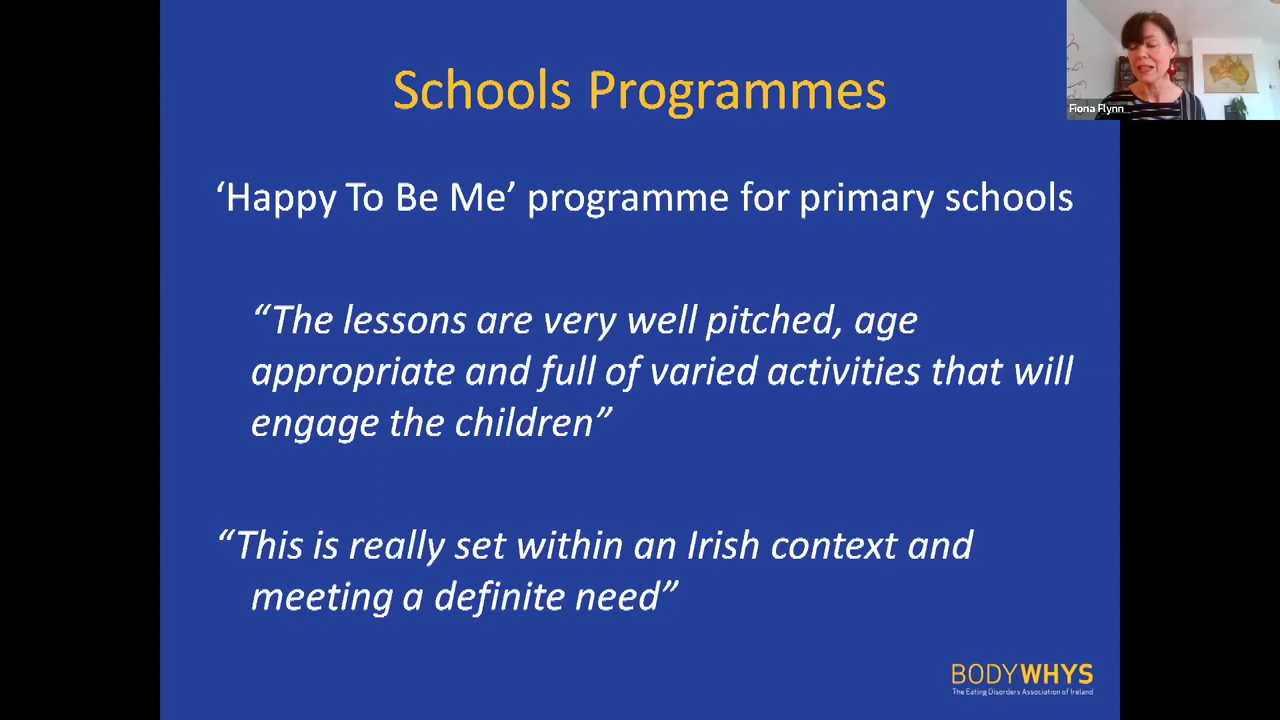 Schools Programmes
Fiona Flynn
‘Happy To Be Me’ programme for primary schools
“The lessons are very well pitched, age
appropriate and full of varied activities that will
engage the children”
“This is really set within an Irish context and
meeting a definite need”
BODYWHYS
The Eating Disorders Association of Ireland